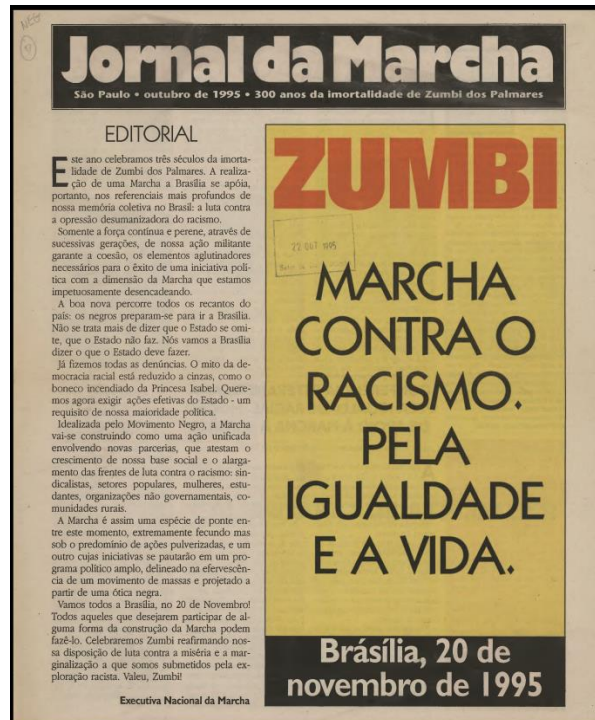 NEG
Jornal da Marcha
São Paulo • outubro de 1995 • 300 anos da imortalidade de Zumbi dos Palmares
EDITORIAL
Este ano celebramos três séculos da imorta-
lidade de Zumbi dos Palmares. A realiza-
ção de uma Marcha a Brasília se apóia,
portanto, nos referenciais mais profundos de
nossa memória coletiva no Brasil: a luta contra
a opressão desumanizadora do racismo.
Somente a força contínua e perene, através de
sucessivas gerações, de nossa ação militante
garante a coesão, os elementos aglutinadores
necessários para o êxito de uma iniciativa polí-
tica com a dimensão da Marcha que estamos
impetuosamente desencadeando.
A boa nova percorre todos os recantos do
país: os negros preparam-se para ir a Brasília.
Não se trata mais de dizer que o Estado se omi-
te, que o Estado não faz. Nós vamos a Brasília
dizer o que o Estado deve fazer.
Já fizemos todas as denúncias. O mito da de-
mocracia racial está reduzido a cinzas, como o
boneco incendiado da Princesa Isabel. Quere-
mos agora exigir ações efetivas do Estado - um
requisito de nossa maioridade política.
Idealizada pelo Movimento Negro, a Marcha
vai-se construindo como uma ação unificada
envolvendo novas parcerias, que atestam o
crescimento de nossa base social e o alarga-
mento das frentes de luta contra o racismo: sin-
dicalistas, setores populares, mulheres, estu-
dantes, organizações não governamentais, co-
munidades rurais.
A Marcha é assim uma espécie de ponte en-
tre este momento, extremamente fecundo mas
sob o predomínio de ações pulverizadas, e um
outro cujas iniciativas se pautarão em um pro-
grama político amplo, delineado na efervescên-
cia de um movimento de massas e projetado a
partir de uma ótica negra.
Vamos todos a Brasília, no 20 de Novembro!
Todos aqueles que desejarem participar de al-
guma forma da construção da Marcha podem
fazê-lo. Celebraremos Zumbi reafirmando nos-
sa disposição de luta contra a miséria e a mar-
ginalização a que somos submetidos pela ex-
ploração racista. Valeu, Zumbi!
Executiva Nacional da Marcha
ZUMBI
22 OUT 1995
MARCHA
CONTRA O
RACISMO.
PELA
IGUALDADE
E A VIDA.
Brásília, 20 de
novembro de 1995